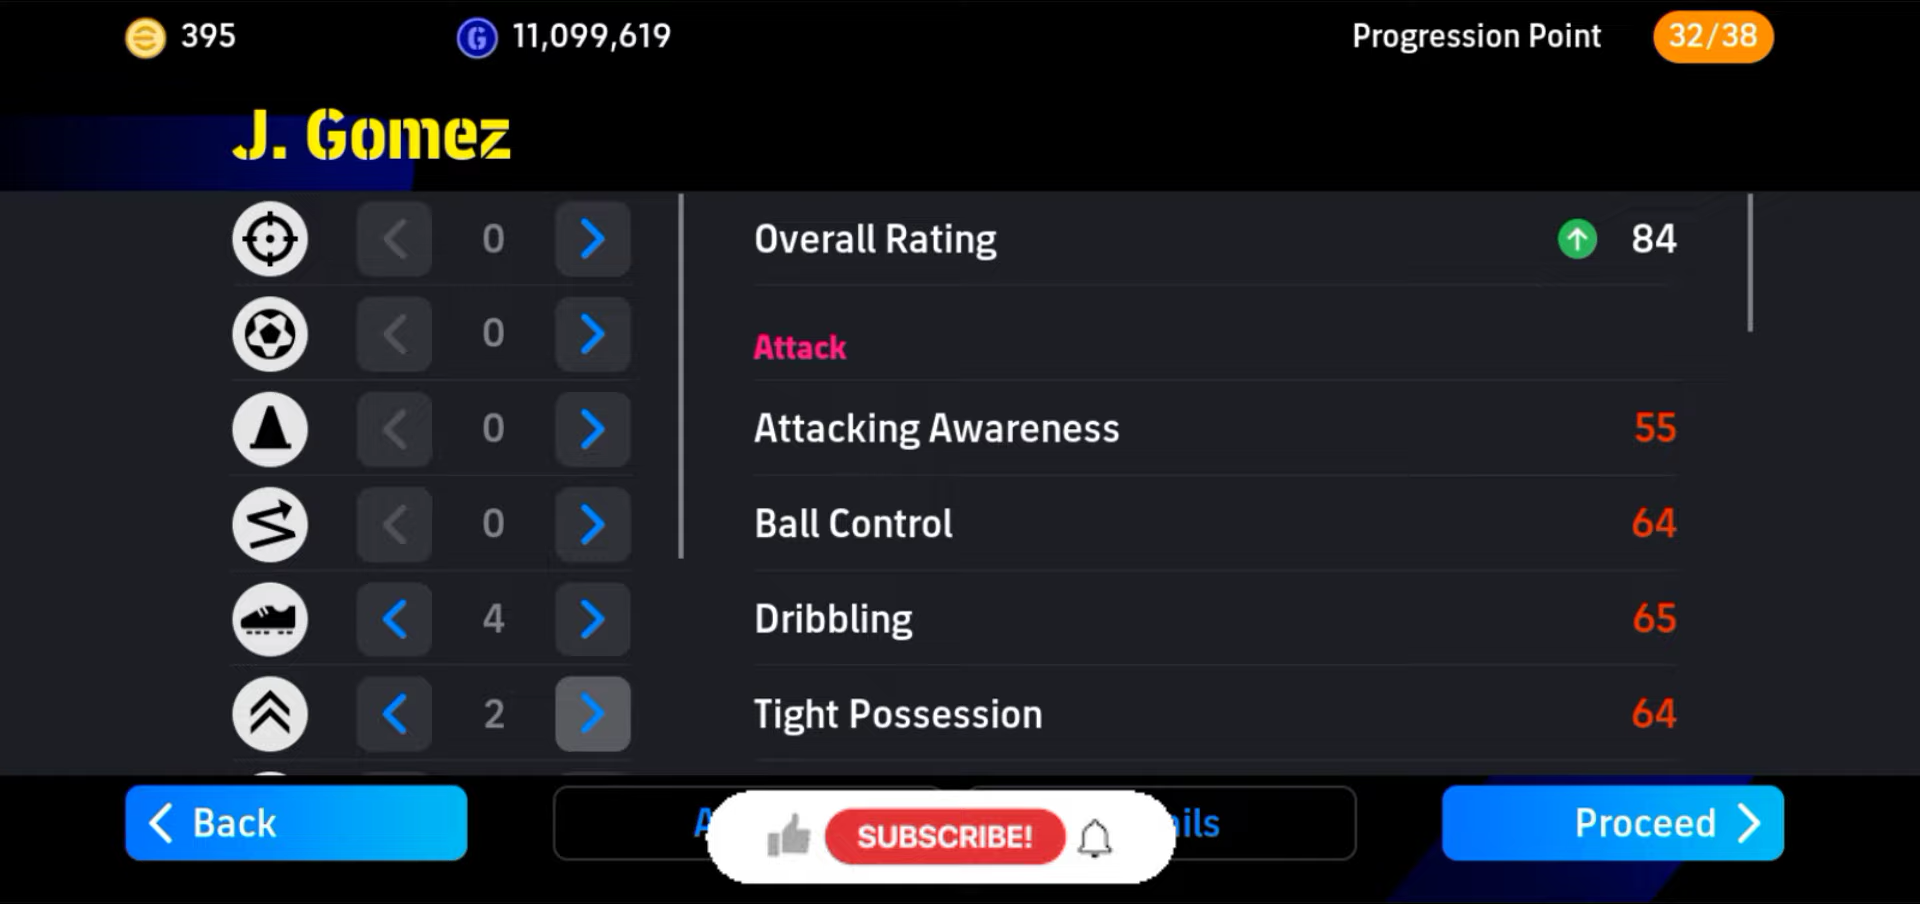 395 11,099,619 Progression Point 32/38
J. Gomez
0 Overall Rating 84
0 Attack
0 Attacking Awareness 55
0 Ball Control 64
4 Dribbling 65
2 Tight Possession 64
Back SUBSCRIBE! Proceed